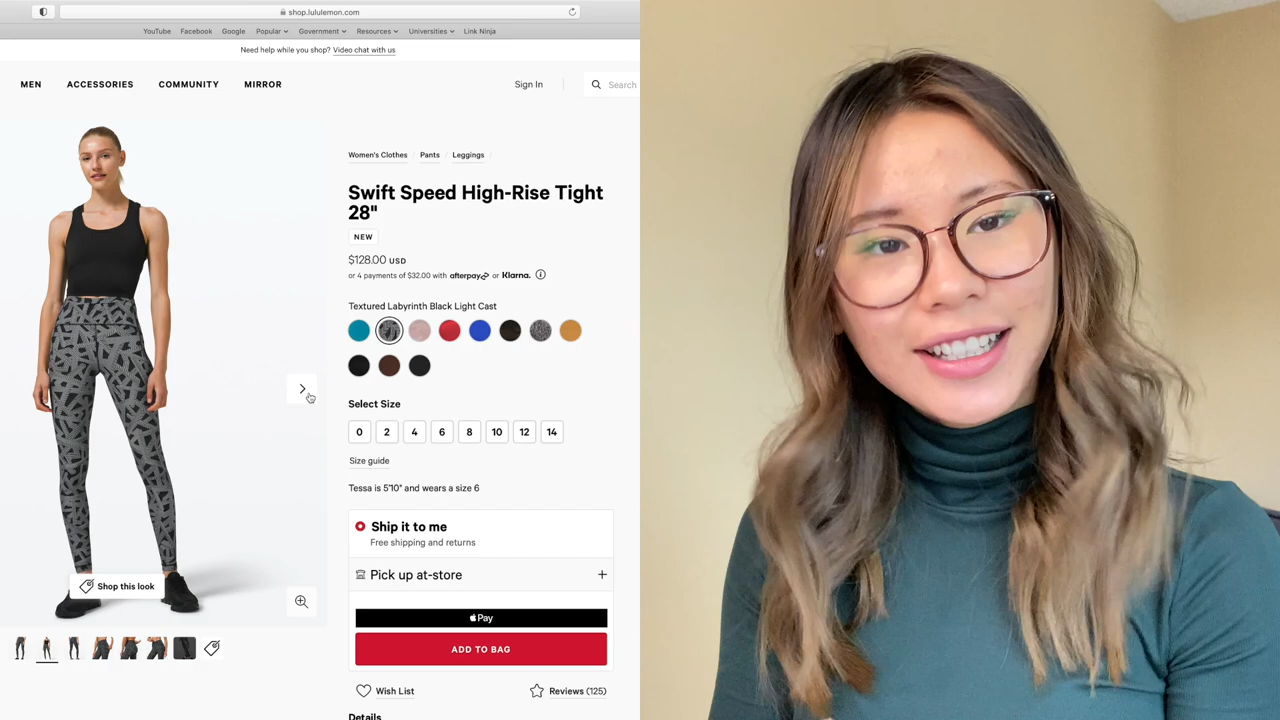 shop.lululemon.com
YouTube Facebook Google Popular Government Resources Universities Link Ninja
Need help while you shop? Video chat with us
MEN ACCESSORIES COMMUNITY MIRROR Sign In Search
Women's Clothes / Pants / Leggings /
Swift Speed High-Rise Tight
28"
NEW
$128.00 USD
or 4 payments of $32.00 with afterpay or Klarna.
Textured Labyrinth Black Light Cast
Select Size
0 2 4 6 8 10 12 14
Size guide
Tessa is 5'10" and wears a size 6
Ship it to me
Free shipping and returns
Pick up at-store +
Shop this look
Pay
ADD TO BAG
Wish List Reviews (125)
Details